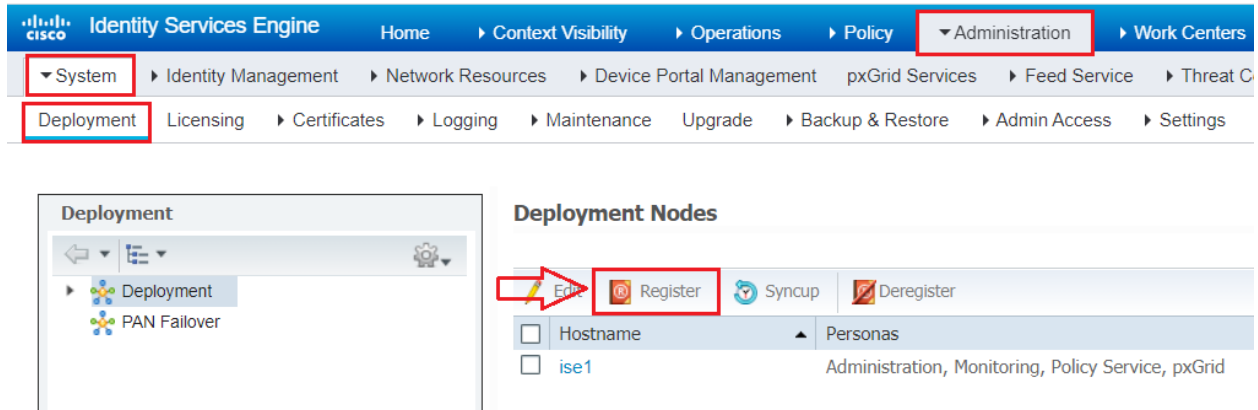 cisco Identity Services Engine Home Context Visibility Operations Policy Administration Work Centers
System Identity Management Network Resources Device Portal Management pxGrid Services Feed Service Threat C
Deployment Licensing Certificates Logging Maintenance Upgrade Backup & Restore Admin Access Settings
Deployment
Deployment
PAN Failover
Deployment Nodes
Edit Register Syncup Deregister
Hostname Personas
ise1 Administration, Monitoring, Policy Service, pxGrid